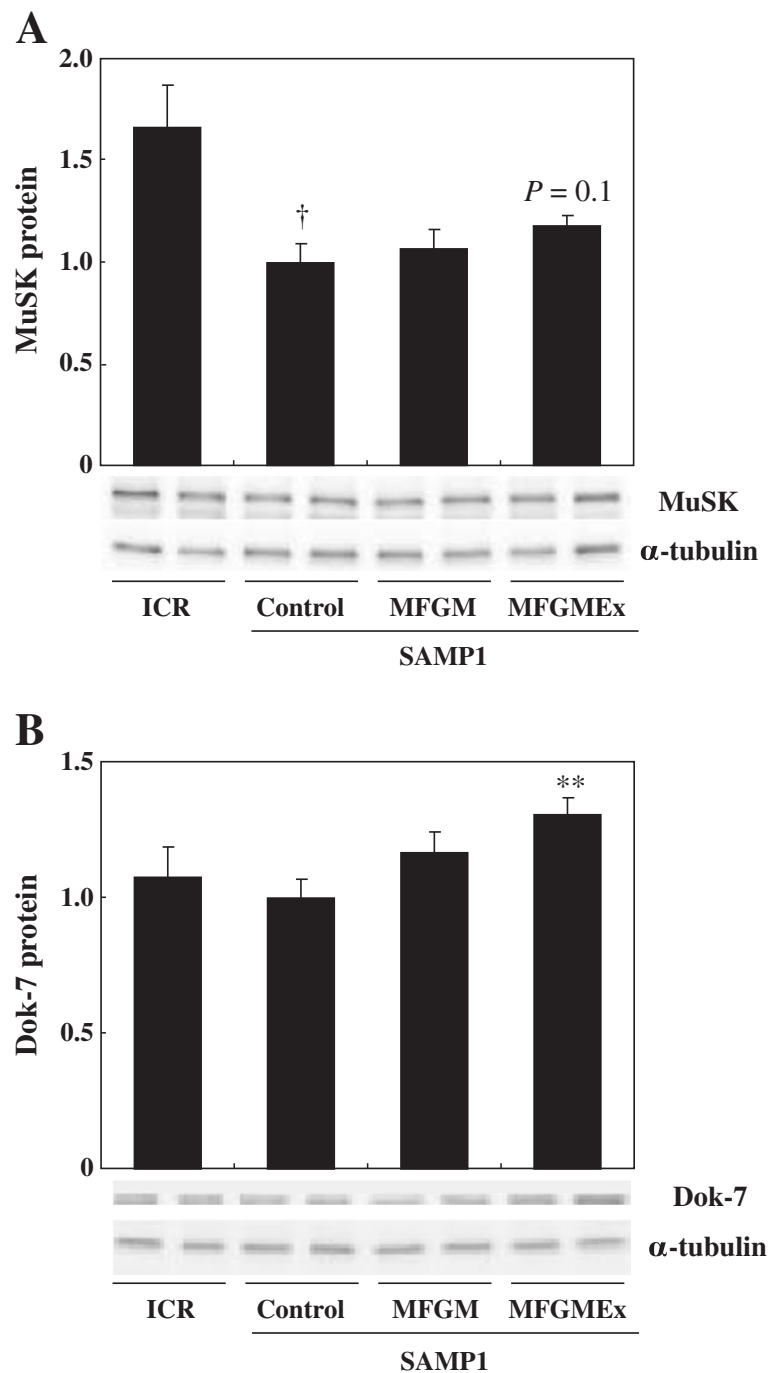 A
2.0
1.5
1.0
0.5
0
MuSK protein
†
P = 0.1
MuSK
α-tubulin
ICR Control MFGM MFGMEx
SAMP1
B
1.5
1.0
0.5
0
Dok-7 protein
**
Dok-7
α-tubulin
ICR Control MFGM MFGMEx
SAMP1